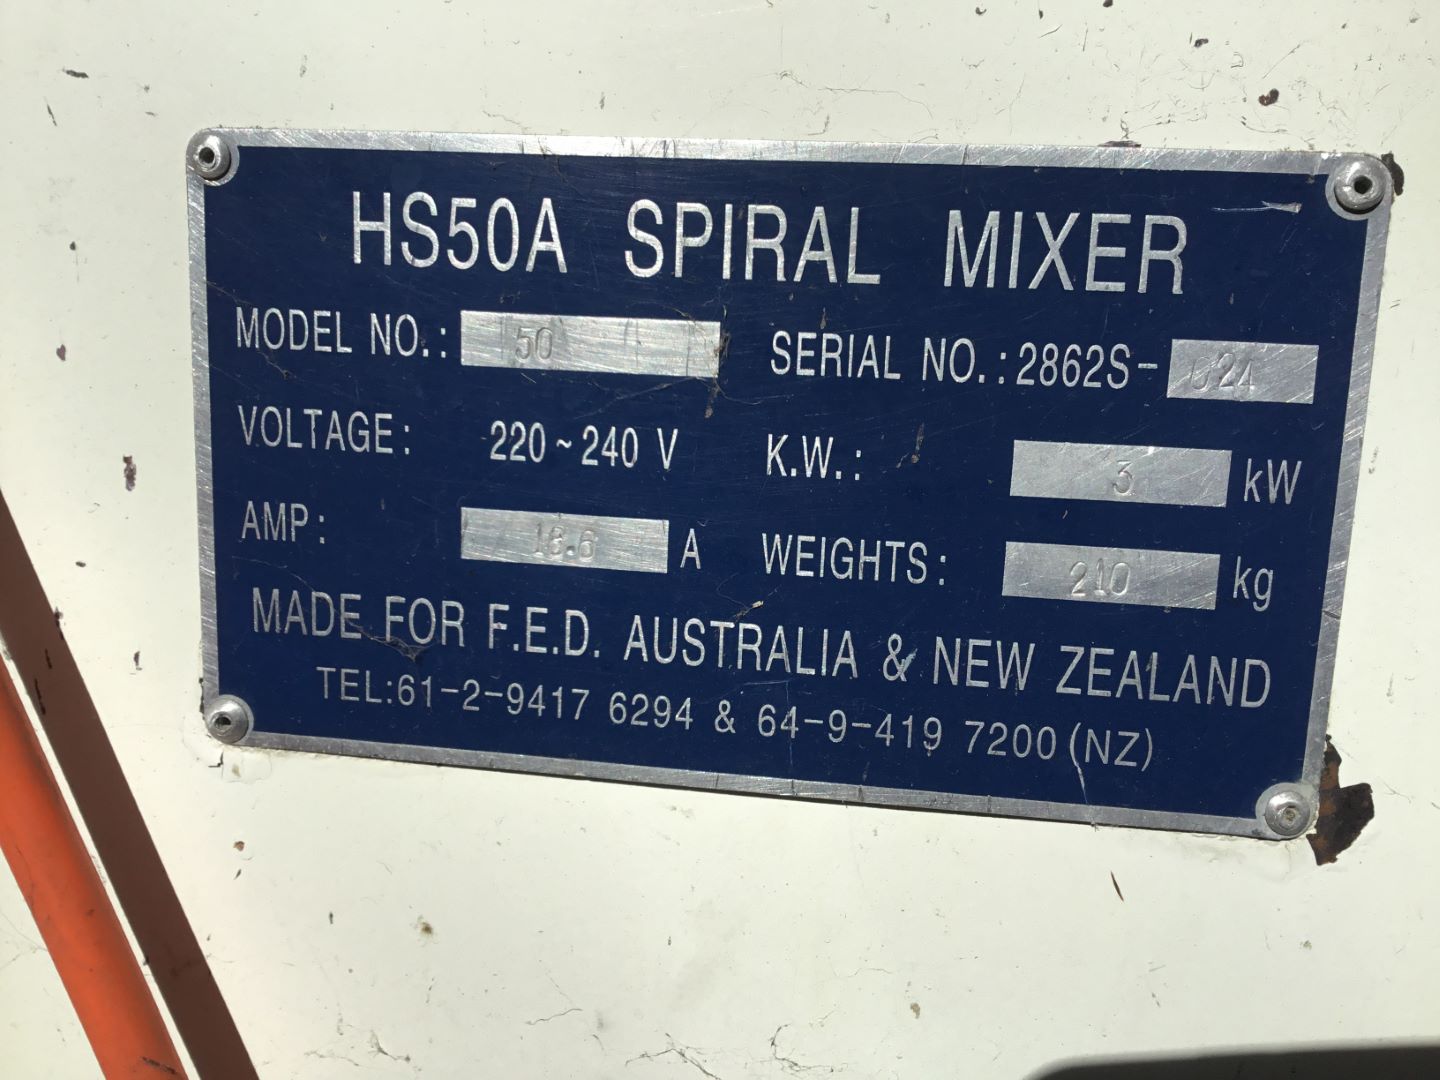 HS50A SPIRAL MIXER
MODEL NO.: 50 SERIAL NO.: 2862S- 024
VOLTAGE: 220~240 V K.W.: 3 kW
AMP: A WEIGHTS: 210 kg
MADE FOR F.E.D. AUSTRALIA & NEW ZEALAND
TEL:61-2-9417 6294 & 64-9-419 7200(NZ)